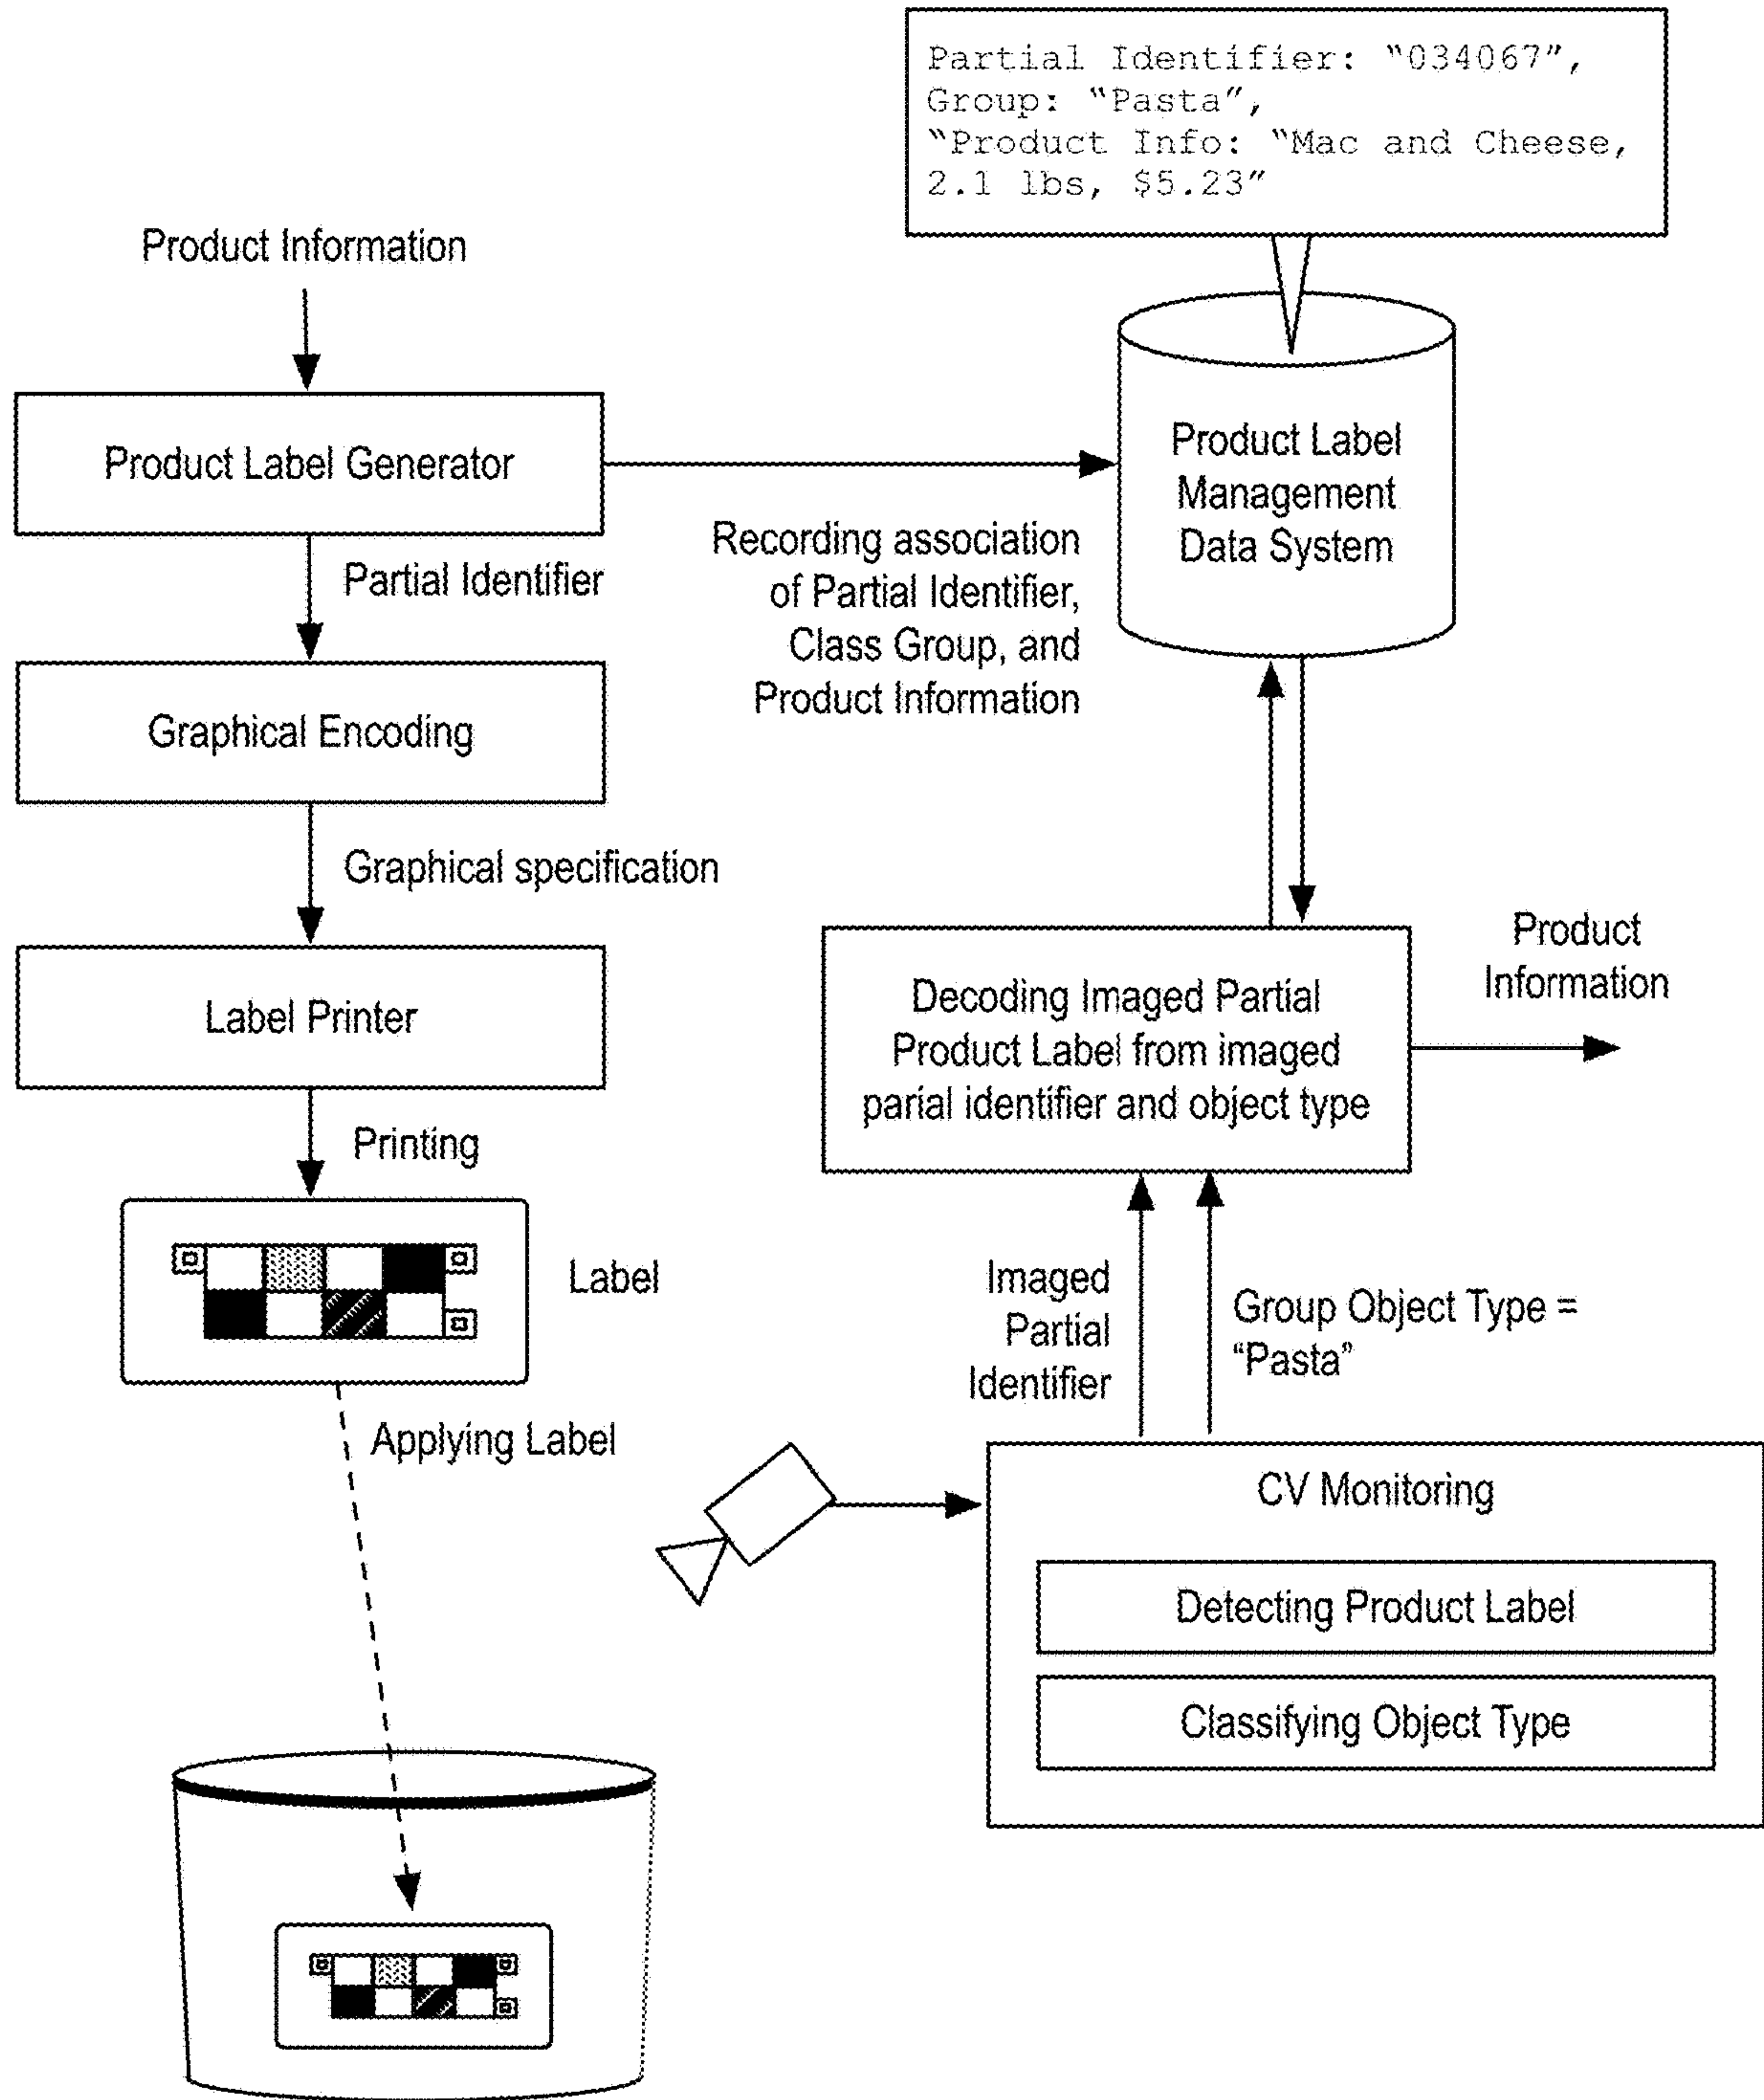 Partial Identifier: “034067”,
Group: “Pasta”,
“Product Info: “Mac and Cheese,
2.1 lbs, $5.23”
Product Information
Product Label Generator
Product Label
Management
Data System
Recording association
of Partial Identifier,
Class Group, and
Product Information
Partial Identifier
Graphical Encoding
Graphical specification
Label Printer
Decoding Imaged Partial
Product Label from imaged
parial identifier and object type
Product
Information
Printing
Label
Imaged
Partial
Identifier
Group Object Type =
“Pasta”
Applying Label
CV Monitoring
Detecting Product Label
Classifying Object Type